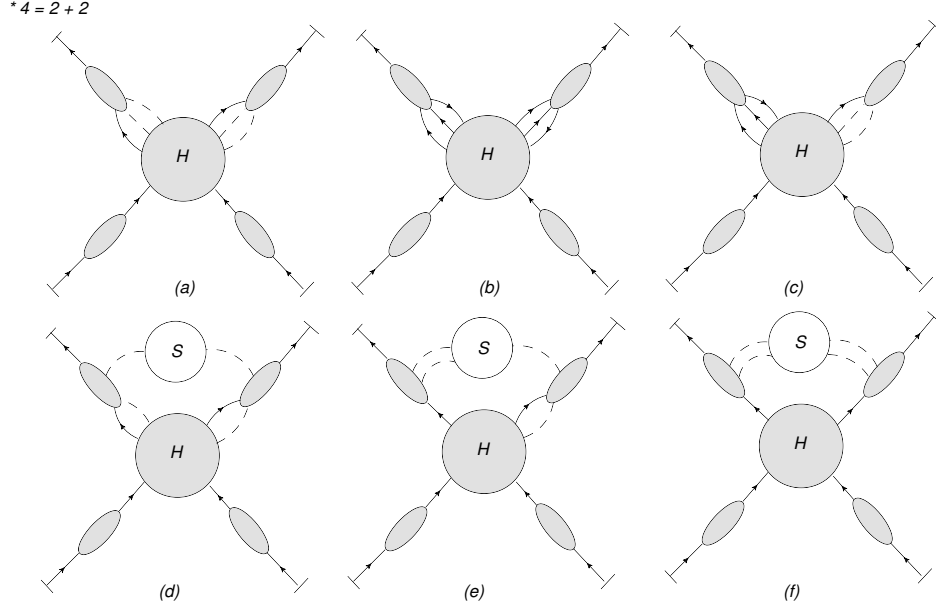 * 4 = 2 + 2
H H H
(a) (b) (c)
S S S
H H H
(d) (e) (f)